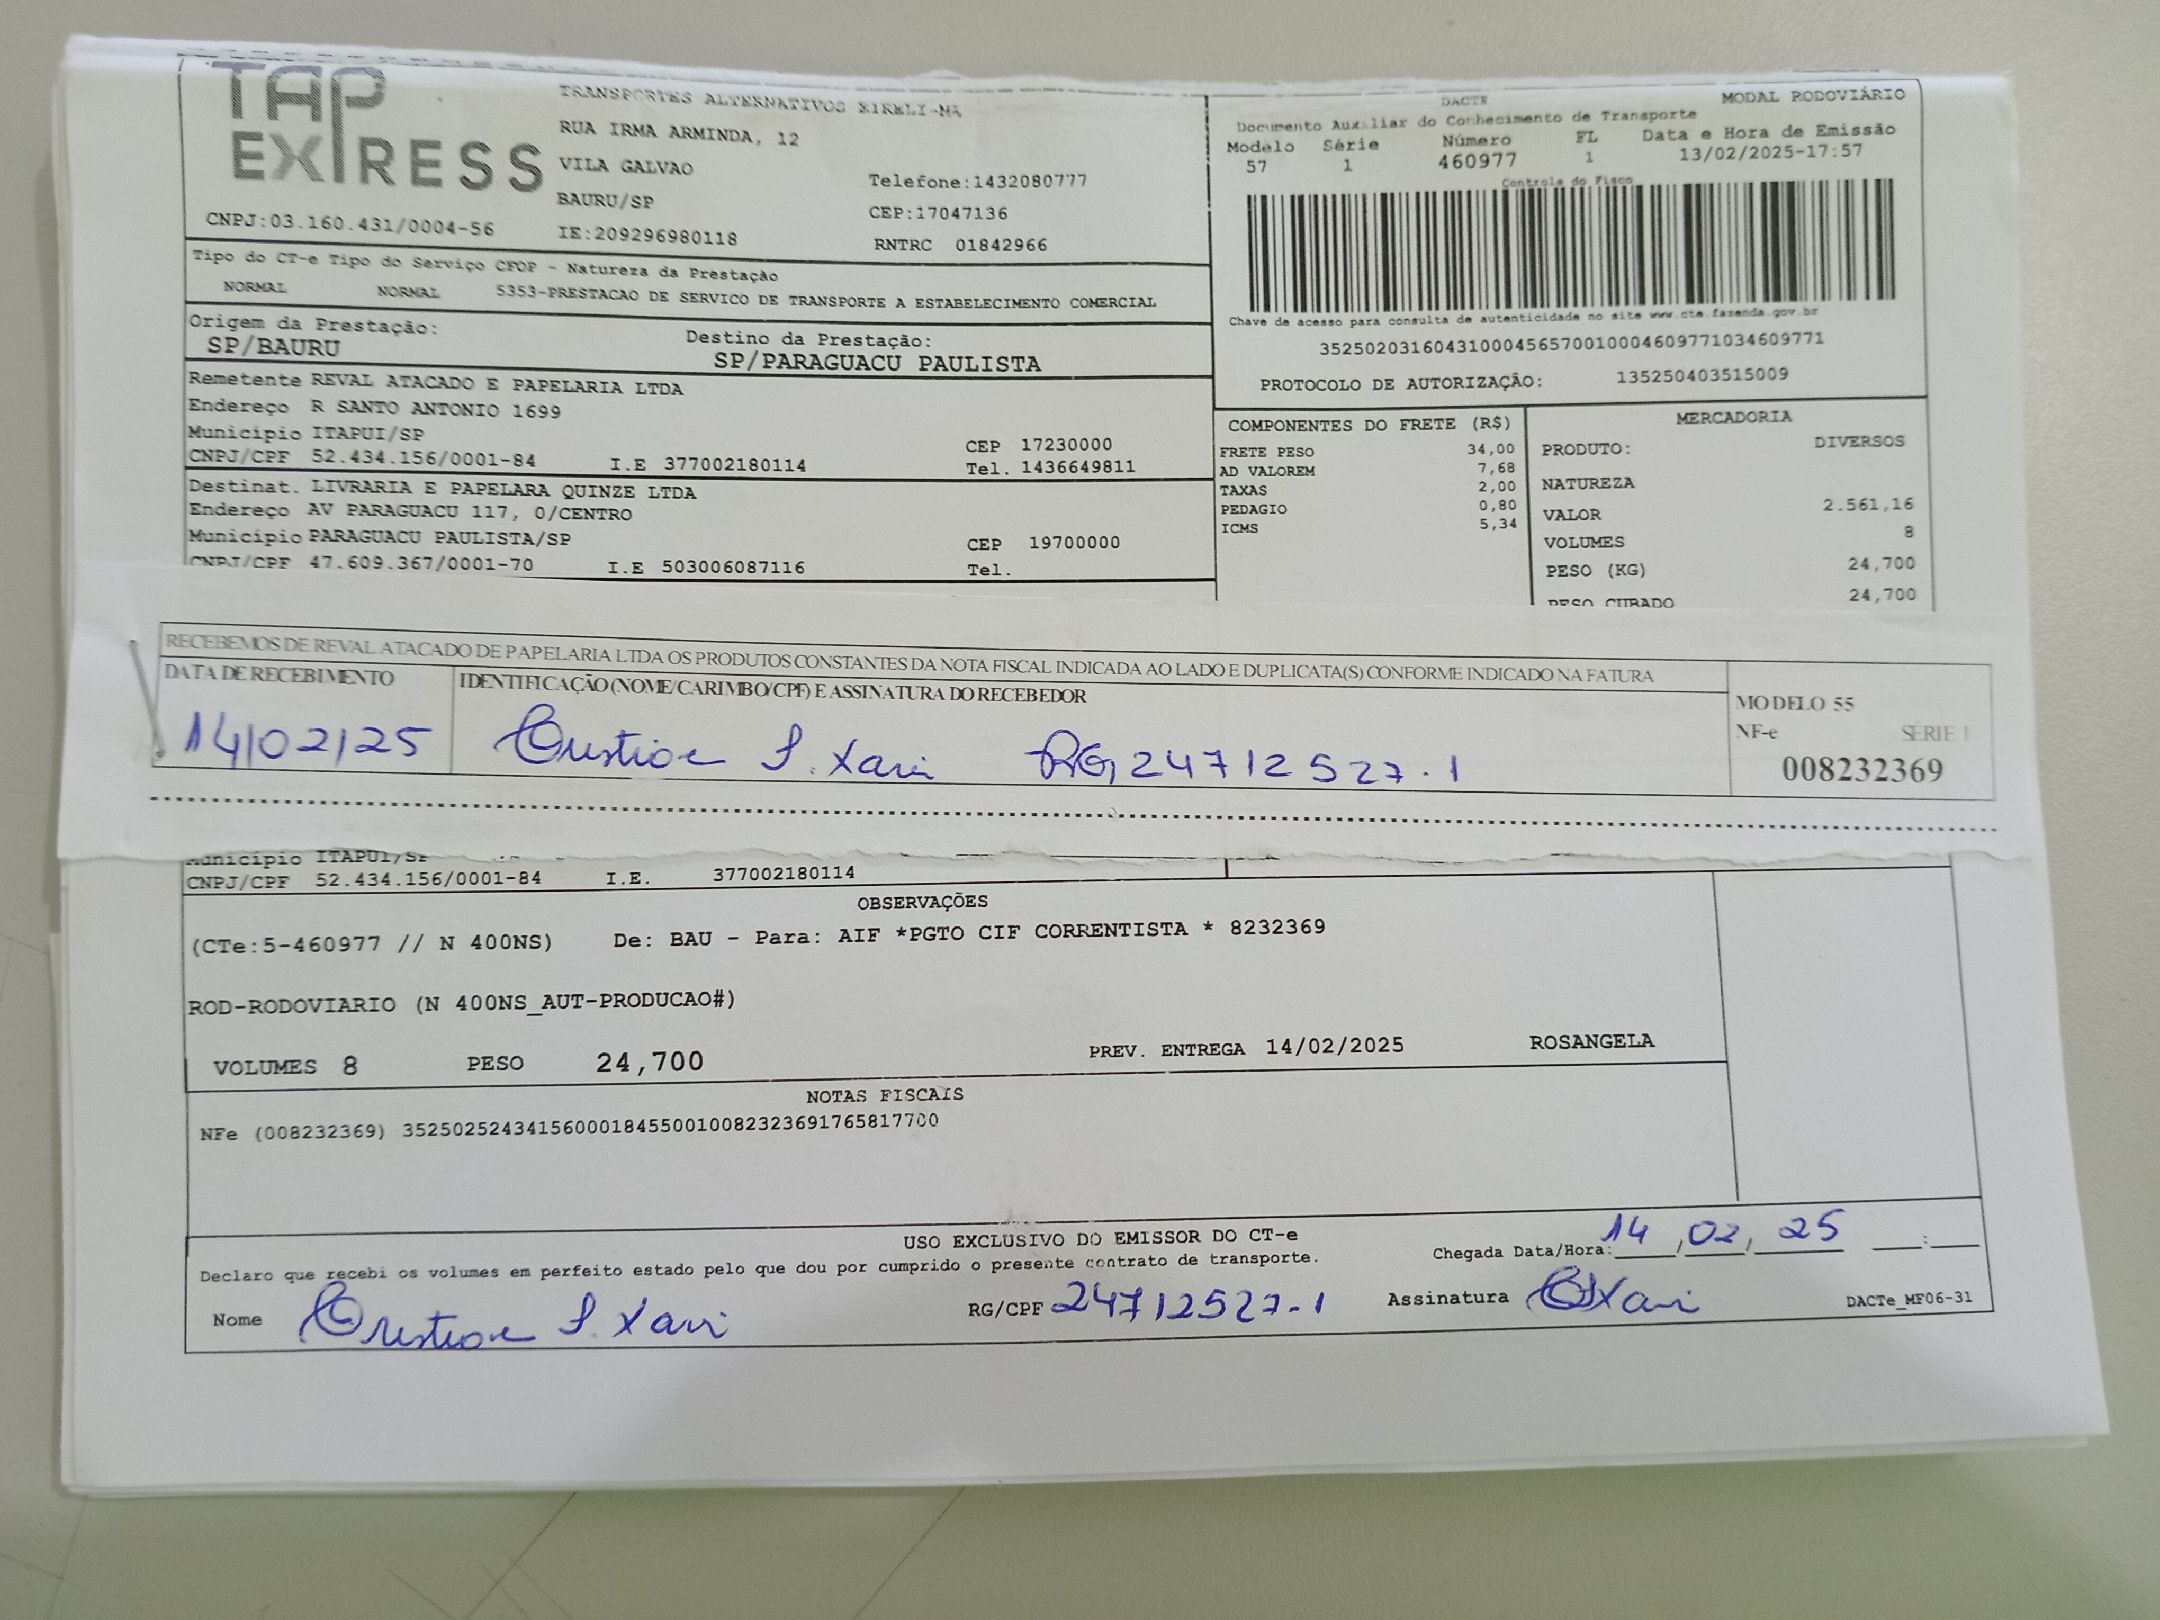 TAP EXPRESS
TRANSPORTES ALTERNATIVOS EIRELI-MA
RUA IRMA ARMINDA, 12
VILA GALVAO
Telefone:1432080777
BAURU/SP
CEP:17047136
CNPJ:03.160.431/0004-56
IE:209296980118
RNTRC 01842966
DACTE
MODAL RODOVIÁRIO
Documento Auxiliar do Conhecimento de Transporte
Modelo Série Número FL Data e Hora de Emissão
57 1 460977 1 13/02/2025-17:57
Controle do Fisco
Chave de acesso para consulta de autenticidade no site www.cte.fazenda.gov.br
35250203160431000456570010004609771034609771
PROTOCOLO DE AUTORIZAÇÃO: 135250403515009
Tipo do CT-e Tipo do Serviço CFOP - Natureza da Prestação
NORMAL NORMAL 5353-PRESTACAO DE SERVICO DE TRANSPORTE A ESTABELECIMENTO COMERCIAL
Origem da Prestação: Destino da Prestação:
SP/BAURU SP/PARAGUACU PAULISTA
Remetente REVAL ATACADO E PAPELARIA LTDA
Endereço R SANTO ANTONIO 1699
Município ITAPUI/SP CEP 17230000
CNPJ/CPF 52.434.156/0001-84 I.E 377002180114 Tel. 1436649811
Destinat. LIVRARIA E PAPELARA QUINZE LTDA
Endereço AV PARAGUACU 117, 0/CENTRO
Município PARAGUACU PAULISTA/SP CEP 19700000
CNPJ/CPF 47.609.367/0001-70 I.E 503006087116 Tel.
COMPONENTES DO FRETE (R$)
FRETE PESO 34,00
AD VALOREM 7,68
TAXAS 2,00
PEDAGIO 0,80
ICMS 5,34
MERCADORIA
PRODUTO: DIVERSOS
NATUREZA
VALOR 2.561,16
VOLUMES 8
PESO (KG) 24,700
PESO CUBADO 24,700
RECEBEMOS DE REVAL ATACADO DE PAPELARIA LTDA OS PRODUTOS CONSTANTES DA NOTA FISCAL INDICADA AO LADO E DUPLICATA(S) CONFORME INDICADO NA FATURA
DATA DE RECEBIMENTO
IDENTIFICAÇÃO (NOME/CARIMBO/CPF) E ASSINATURA DO RECEBEDOR
MODELO 55
NF-e SÉRIE 1
008232369
14/02/25 S. Xavi RG 24712527-1
Município ITAPUI/SP
CNPJ/CPF 52.434.156/0001-84 I.E. 377002180114
OBSERVAÇÕES
(CTe:5-460977 // N 400NS) De: BAU - Para: AIF *PGTO CIF CORRENTISTA * 8232369
ROD-RODOVIARIO (N 400NS_AUT-PRODUCAO#)
VOLUMES 8 PESO 24,700 PREV. ENTREGA 14/02/2025 ROSANGELA
NOTAS FISCAIS
NFe (008232369) 35250252434156000184550010082323691765817700
USO EXCLUSIVO DO EMISSOR DO CT-e
Declaro que recebi os volumes em perfeito estado pelo que dou por cumprido o presente contrato de transporte.
Chegada Data/Hora: 14/02/25 __:__
Nome S. Xavi RG/CPF 24712527-1 Assinatura
DACTe_MF06-31